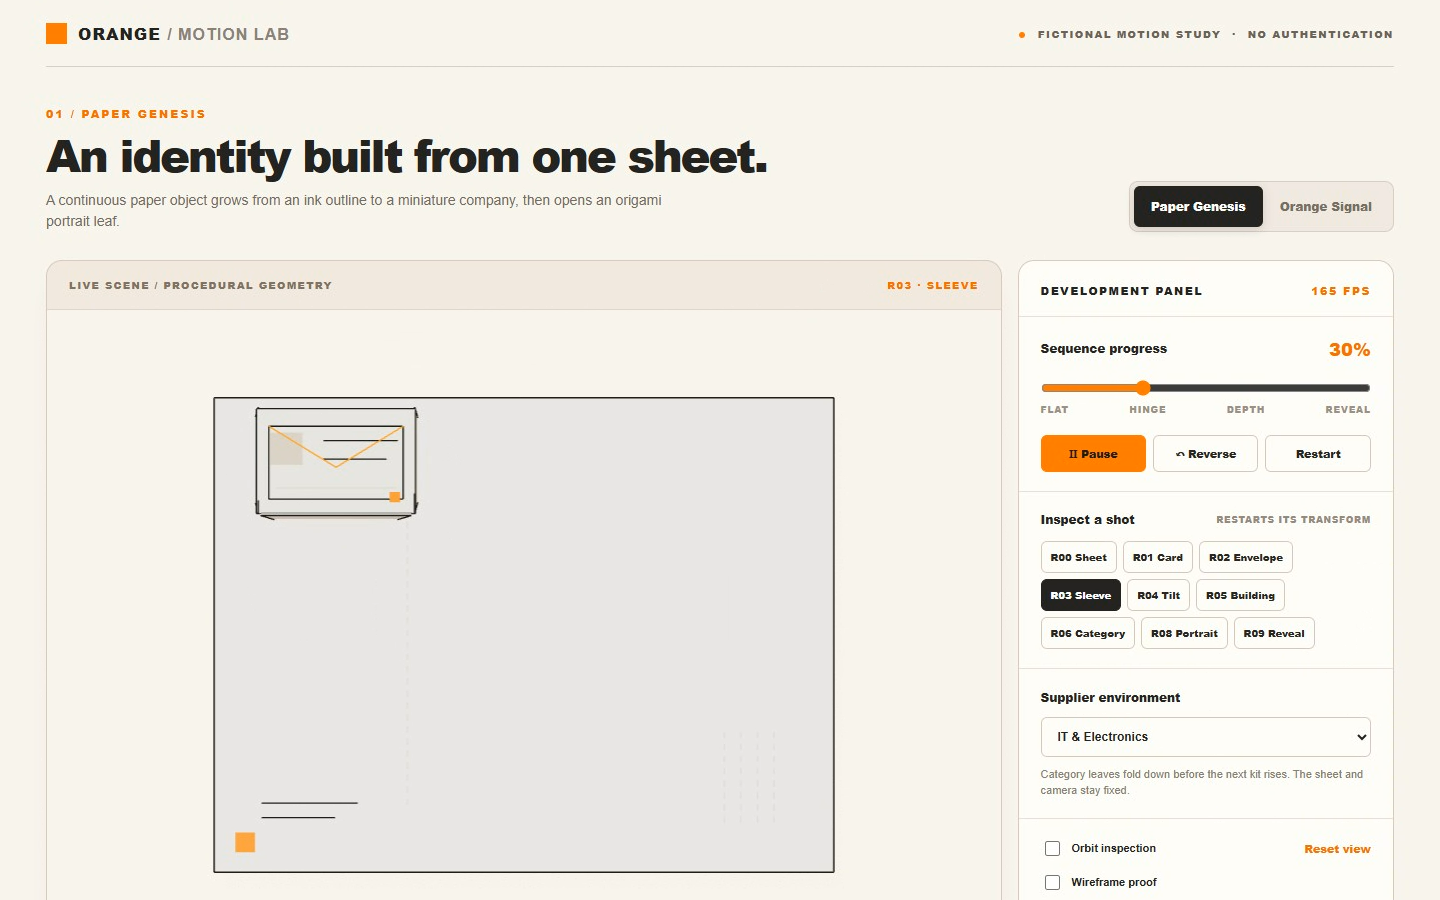 ORANGE / MOTION LAB
FICTIONAL MOTION STUDY · NO AUTHENTICATION
01 / PAPER GENESIS
An identity built from one sheet.
A continuous paper object grows from an ink outline to a miniature company, then opens an origami
portrait leaf.
Paper Genesis
Orange Signal
LIVE SCENE / PROCEDURAL GEOMETRY
R03 · SLEEVE
DEVELOPMENT PANEL
165 FPS
Sequence progress
30%
FLAT HINGE DEPTH REVEAL
II Pause
↶ Reverse
Restart
Inspect a shot
RESTARTS ITS TRANSFORM
R00 Sheet
R01 Card
R02 Envelope
R03 Sleeve
R04 Tilt
R05 Building
R06 Category
R08 Portrait
R09 Reveal
Supplier environment
IT & Electronics
Category leaves fold down before the next kit rises. The sheet and
camera stay fixed.
Orbit inspection
Reset view
Wireframe proof